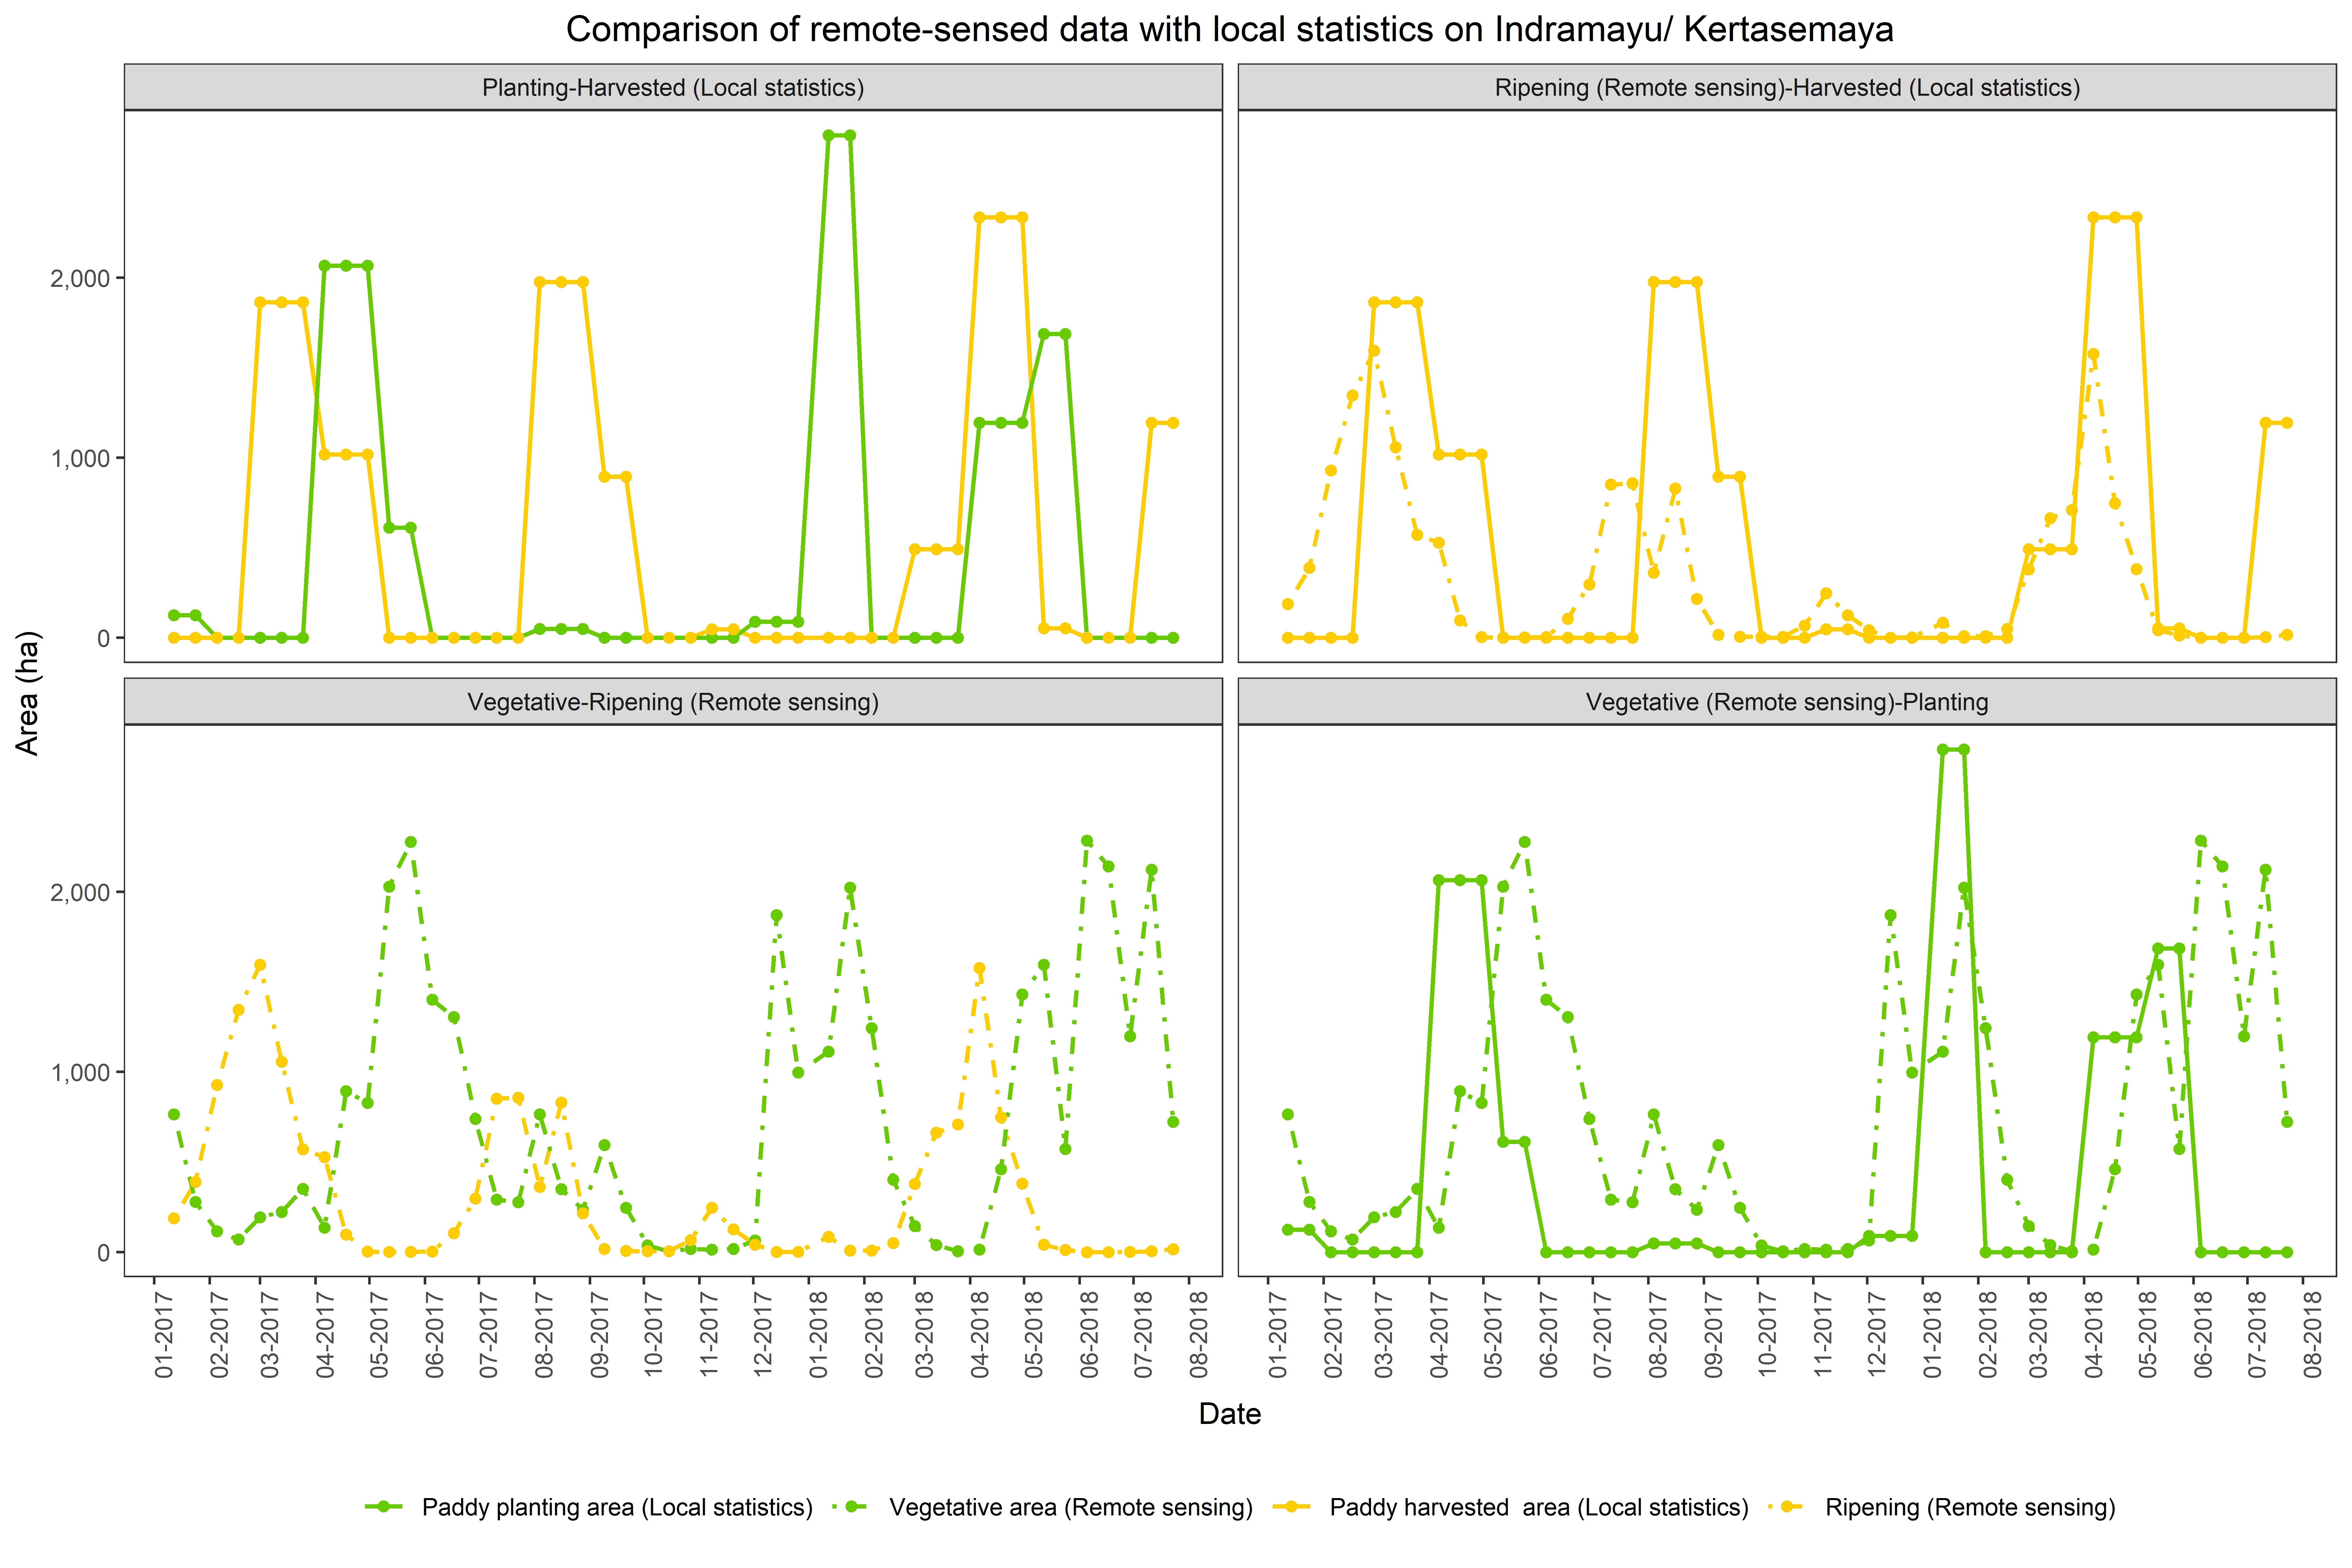 Comparison of remote-sensed data with local statistics on Indramayu/ Kertasemaya
Planting-Harvested (Local statistics)
Ripening (Remote sensing)-Harvested (Local statistics)
2,000
1,000
0
Area (ha)
Vegetative-Ripening (Remote sensing)
Vegetative (Remote sensing)-Planting
2,000
1,000
0
01-2017 02-2017 03-2017 04-2017 05-2017 06-2017 07-2017 08-2017 09-2017 10-2017 11-2017 12-2017 01-2018 02-2018 03-2018 04-2018 05-2018 06-2018 07-2018 08-2018
01-2017 02-2017 03-2017 04-2017 05-2017 06-2017 07-2017 08-2017 09-2017 10-2017 11-2017 12-2017 01-2018 02-2018 03-2018 04-2018 05-2018 06-2018 07-2018 08-2018
Date
Paddy planting area (Local statistics) Vegetative area (Remote sensing) Paddy harvested  area (Local statistics) Ripening (Remote sensing)